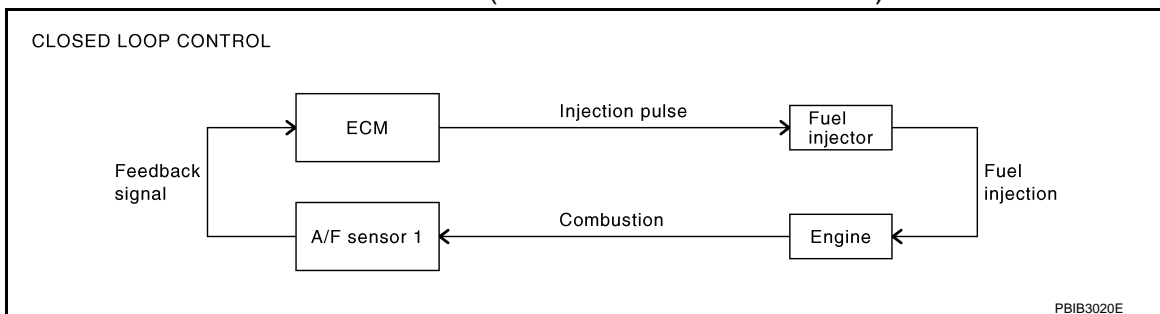 CLOSED LOOP CONTROL
ECM
Injection pulse
Fuel
injector
Feedback
signal
Fuel
injection
A/F sensor 1
Combustion
Engine
PBIB3020E